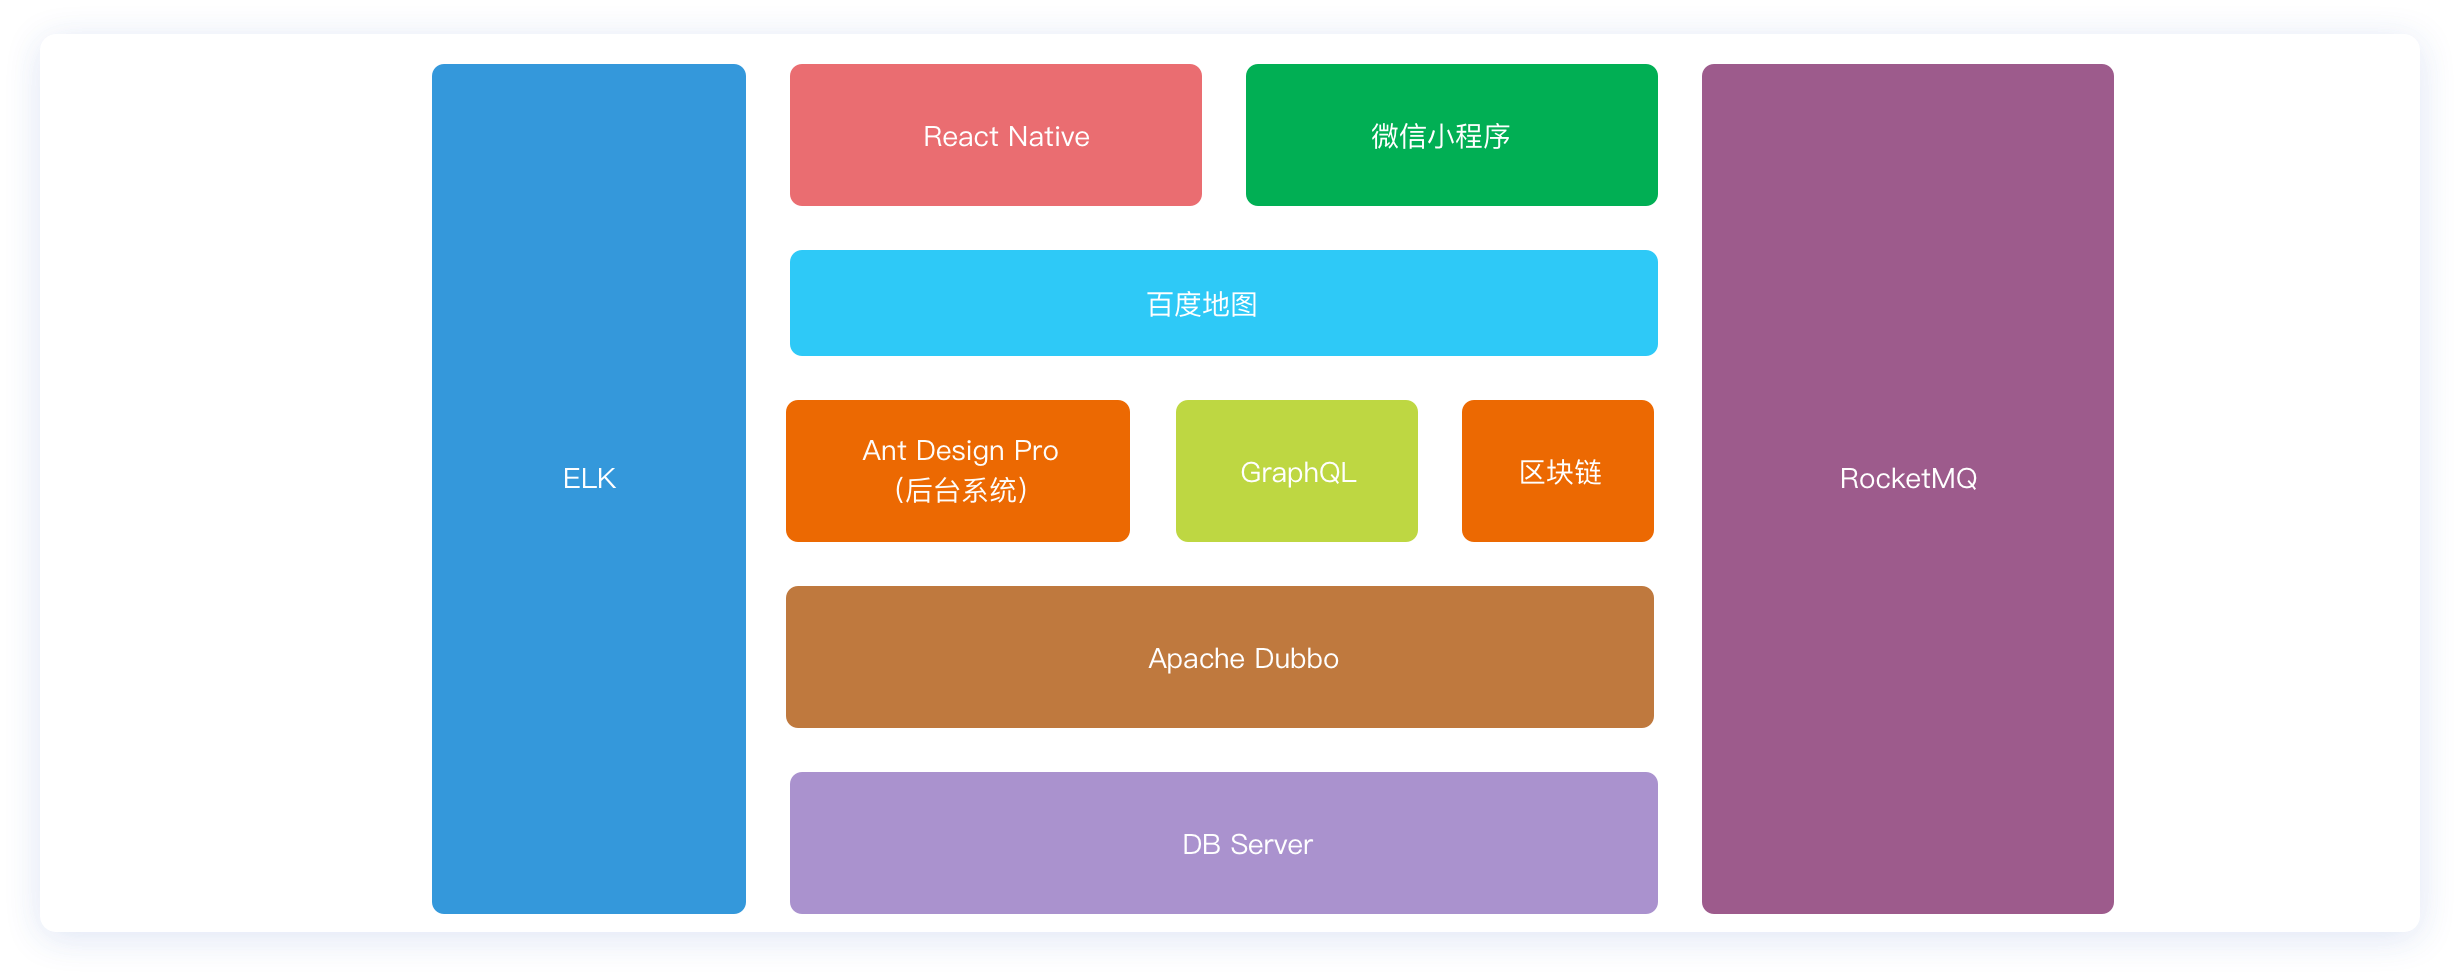 ELK
React Native
微信小程序
百度地图
Ant Design Pro
（后台系统）
GraphQL
区块链
Apache Dubbo
DB Server
RocketMQ